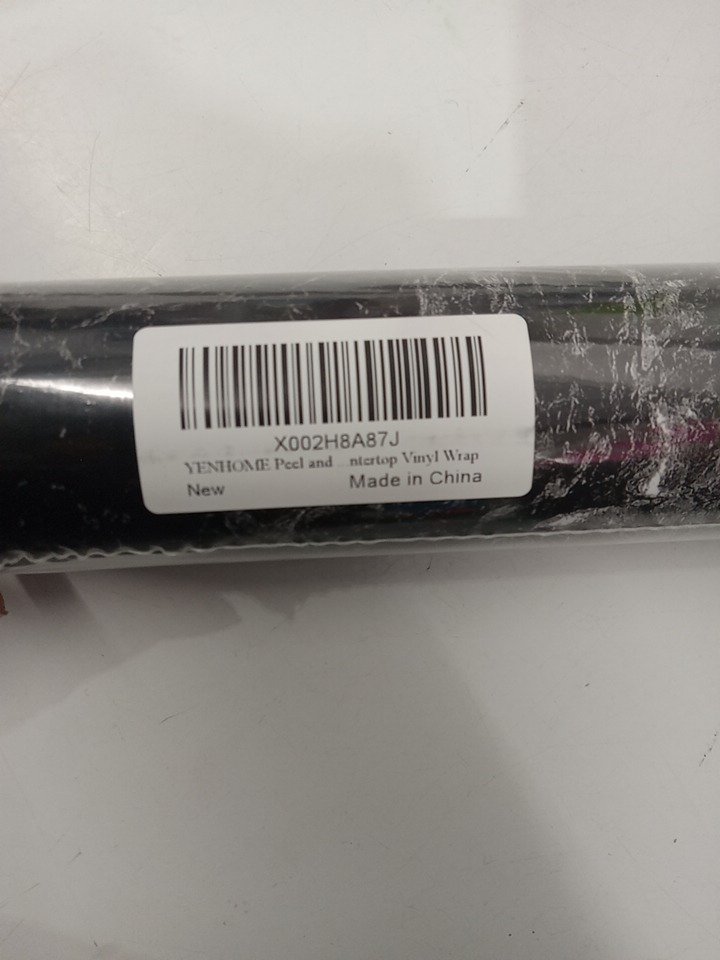 X002H8A87J
YENHOME Peel and ...ntertop Vinyl Wrap
New
Made in China